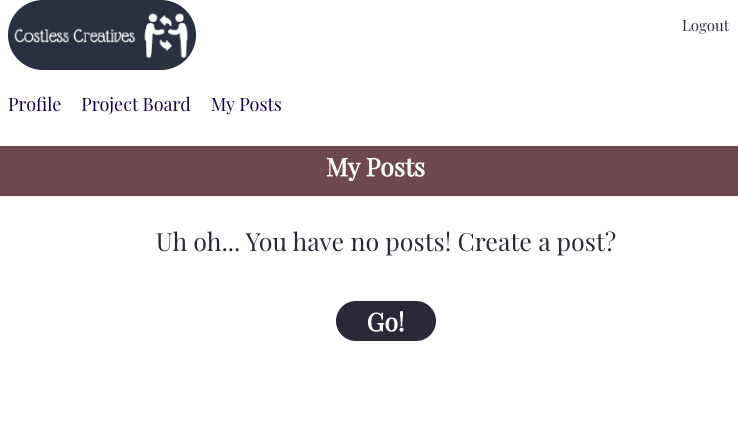 Costless Creatives
Logout
Profile Project Board My Posts
My Posts
Uh oh... You have no posts! Create a post?
Go!